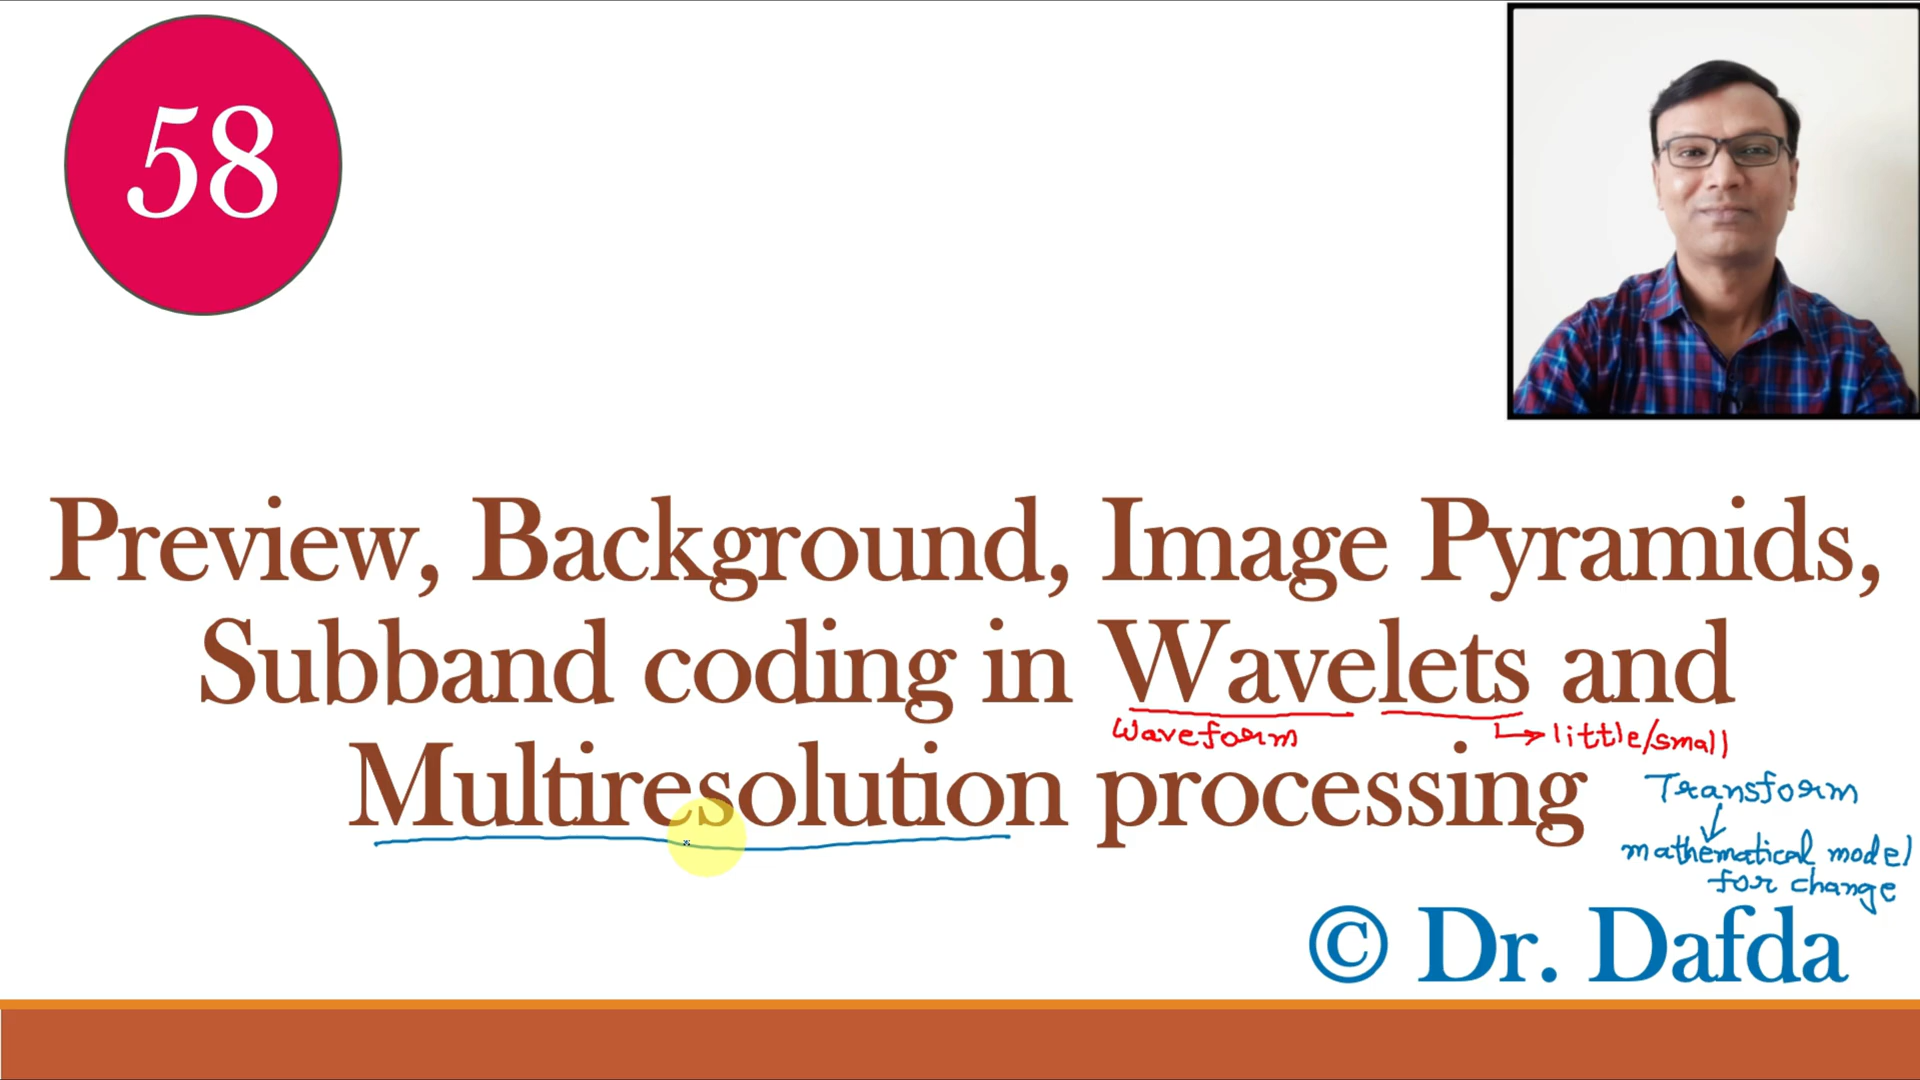 58
Preview, Background, Image Pyramids,
Subband coding in Wavelets and
Waveform
little/small
Multiresolution processing
Transform
mathematical model
for change
© Dr. Dafda